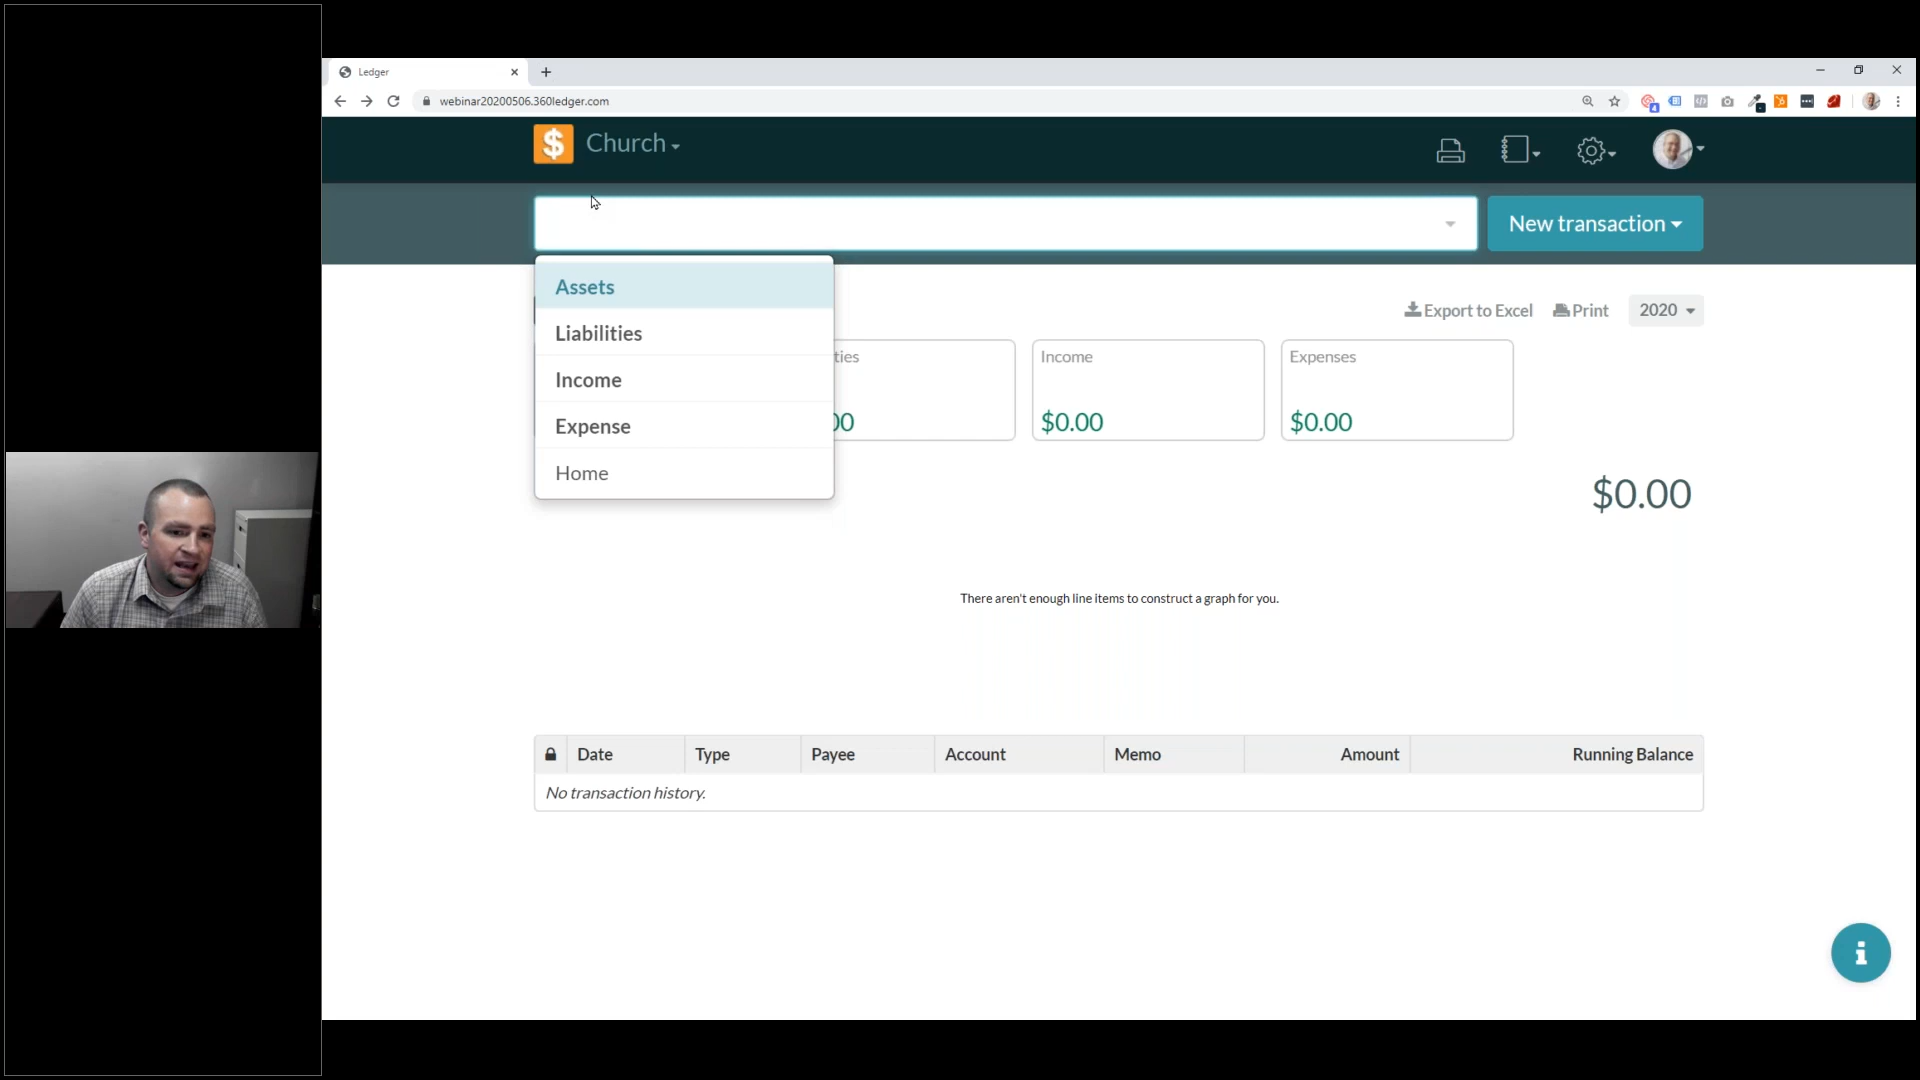 Ledger
webinar20200506.360ledger.com
$ Church
New transaction
Assets
Liabilities
Income
Expense
Home
Export to Excel Print 2020
ties Income Expenses
00 $0.00 $0.00
$0.00
There aren't enough line items to construct a graph for you.
Date Type Payee Account Memo Amount Running Balance
No transaction history.
i